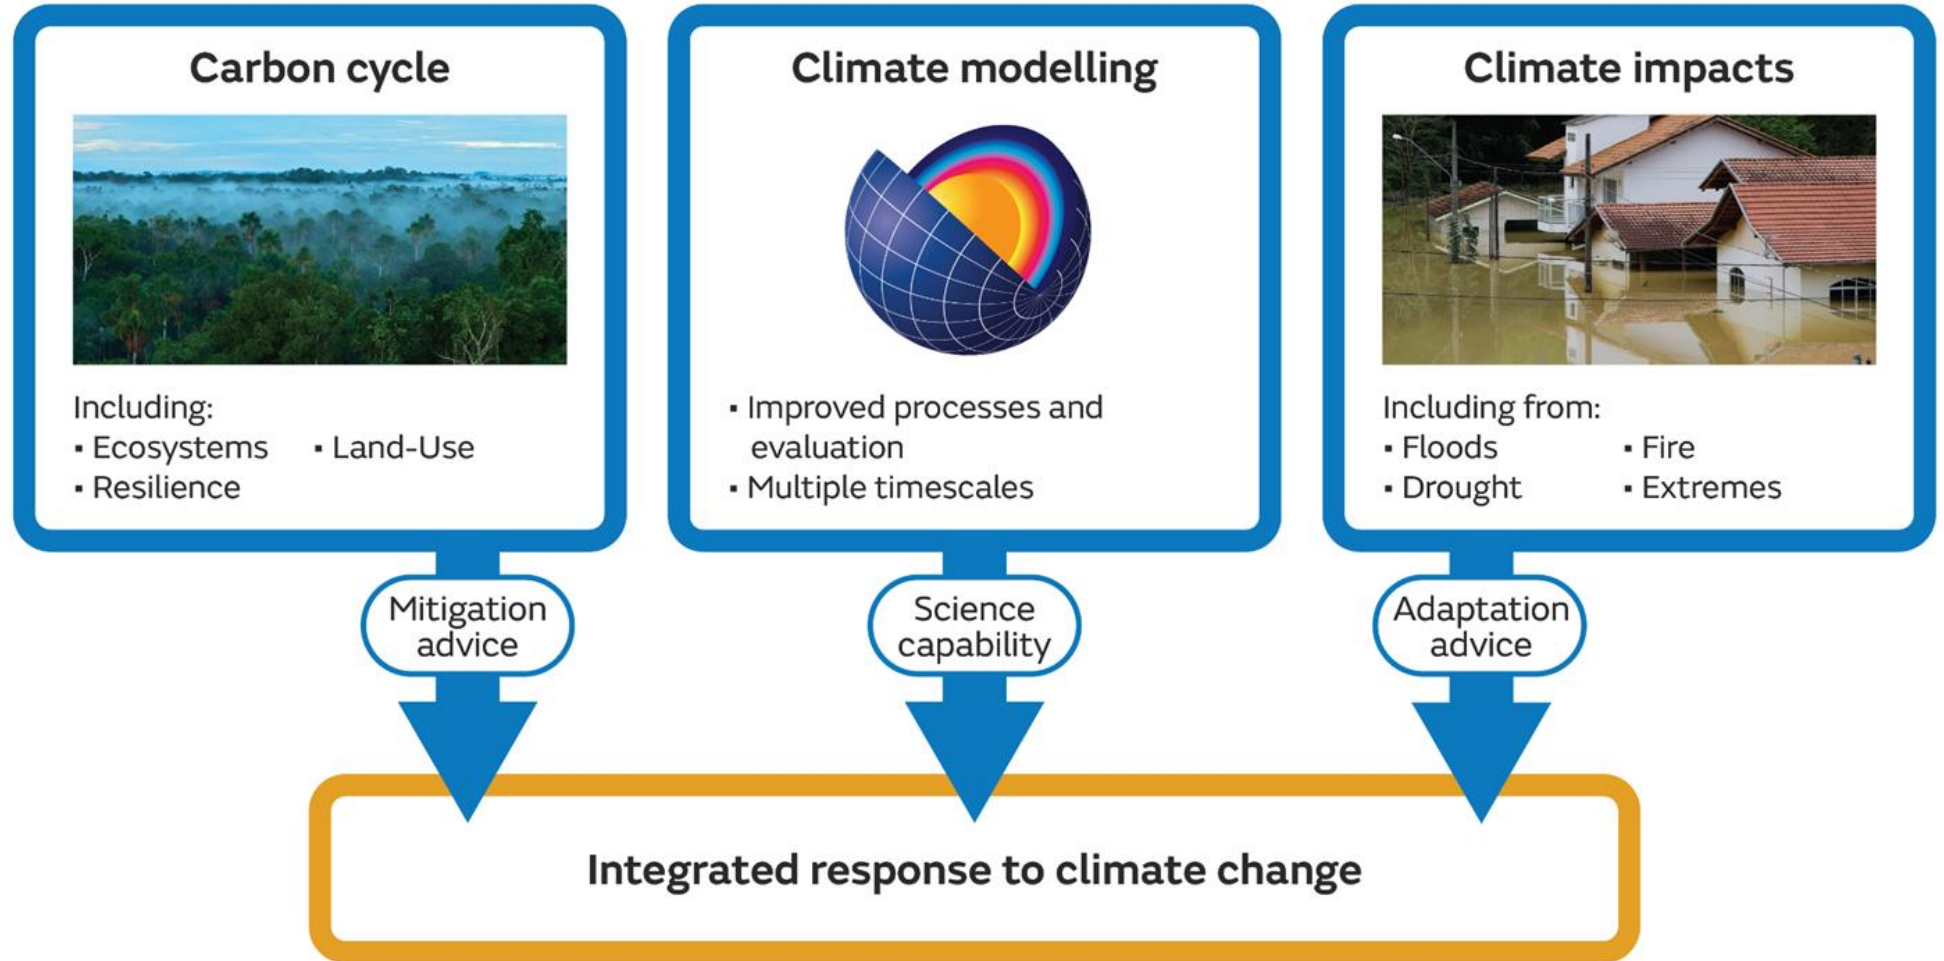 Carbon cycle
Including:
▪ Ecosystems ▪ Land-Use
▪ Resilience
Climate modelling
▪ Improved processes and
evaluation
▪ Multiple timescales
Climate impacts
Including from:
▪ Floods ▪ Fire
▪ Drought ▪ Extremes
Mitigation
advice
Science
capability
Adaptation
advice
Integrated response to climate change